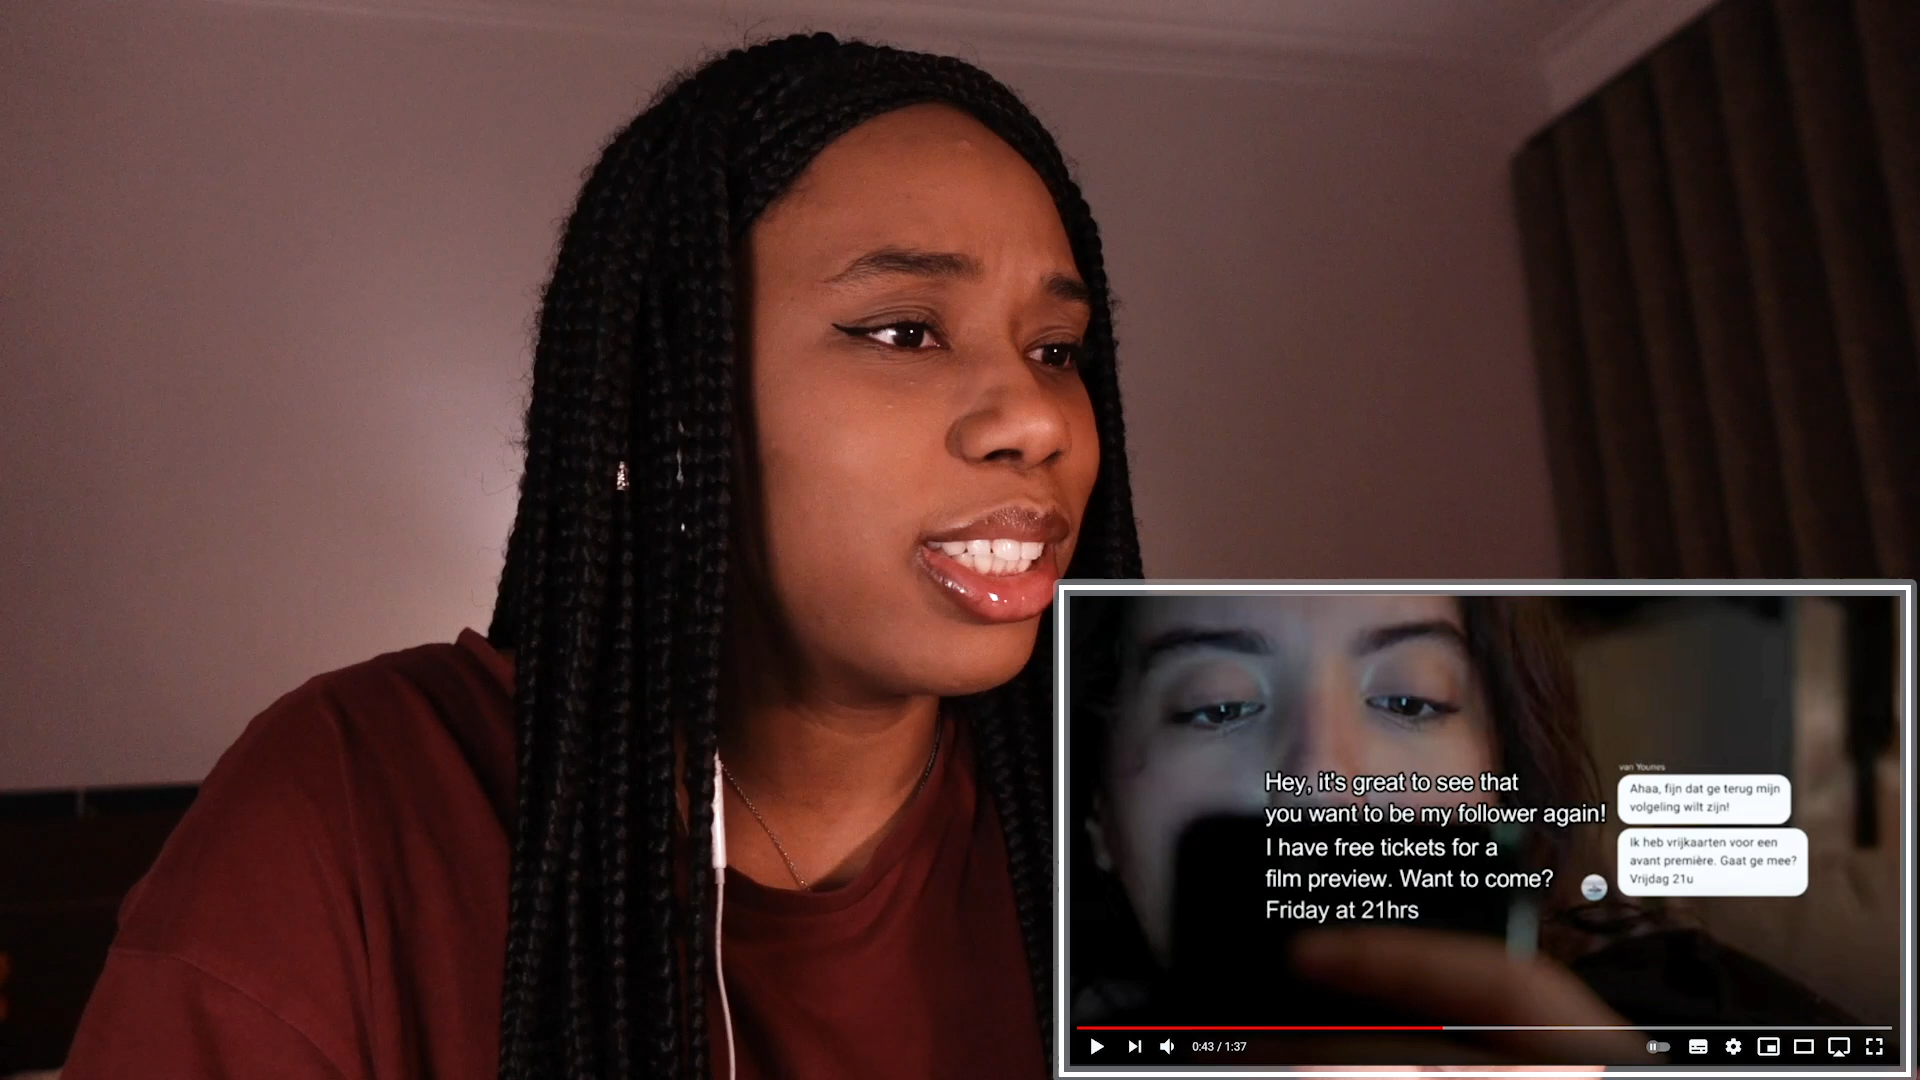 Hey, it's great to see that
you want to be my follower again!
I have free tickets for a
film preview. Want to come?
Friday at 21hrs
van Younes
Ahaa, fijn dat ge terug mijn
volgeling wilt zijn!
Ik heb vrijkaarten voor een
avant première. Gaat ge mee?
Vrijdag 21u
0:43 / 1:37